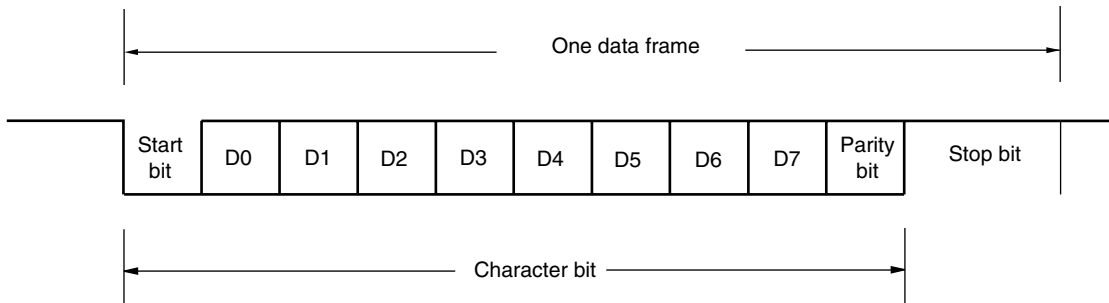 One data frame
Start bit
D0
D1
D2
D3
D4
D5
D6
D7
Parity bit
Stop bit
Character bit